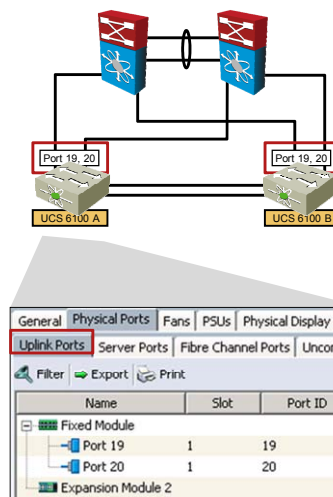 Port 19, 20
Port 19, 20
UCS 6100 A
UCS 6100 B
General Physical Ports Fans PSUs Physical Display
Uplink Ports Server Ports Fibre Channel Ports Uncon
Filter Export Print
Name Slot Port ID
Fixed Module
Port 19 1 19
Port 20 1 20
Expansion Module 2